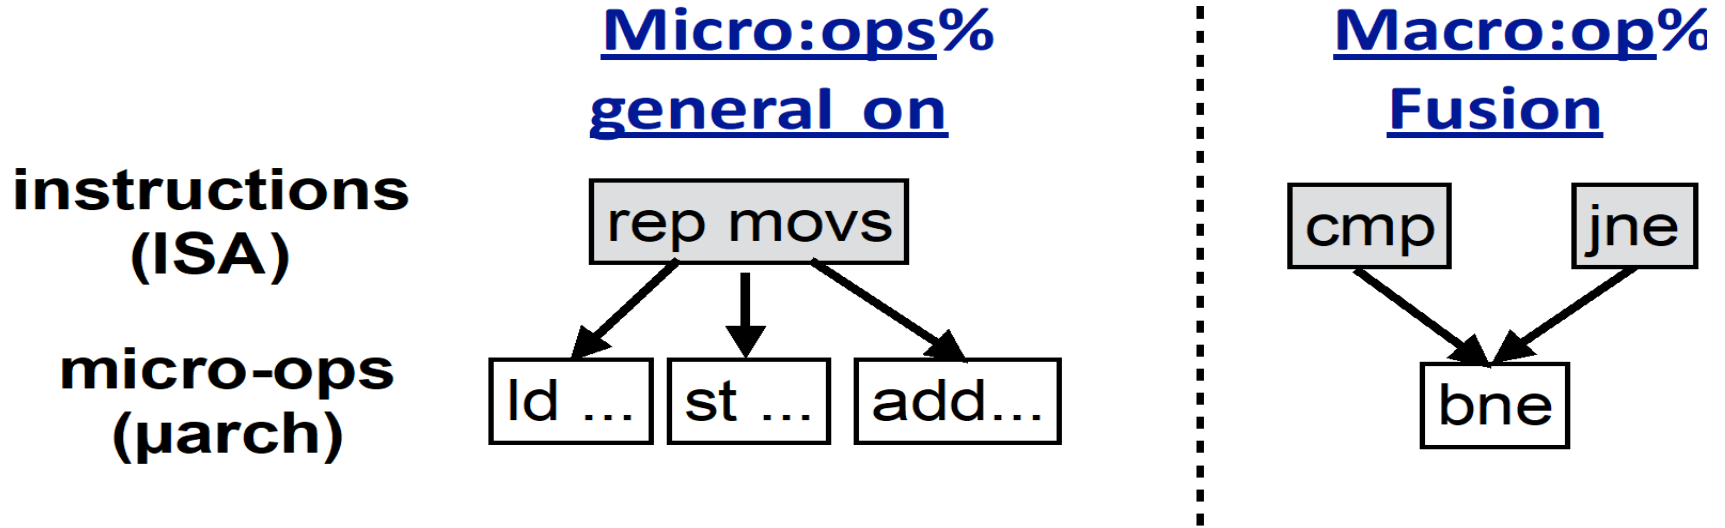 Micro:ops%
general on
Macro:op%
Fusion
instructions
(ISA)
rep movs
cmp
jne
micro-ops
(µarch)
ld ...
st ...
add...
bne